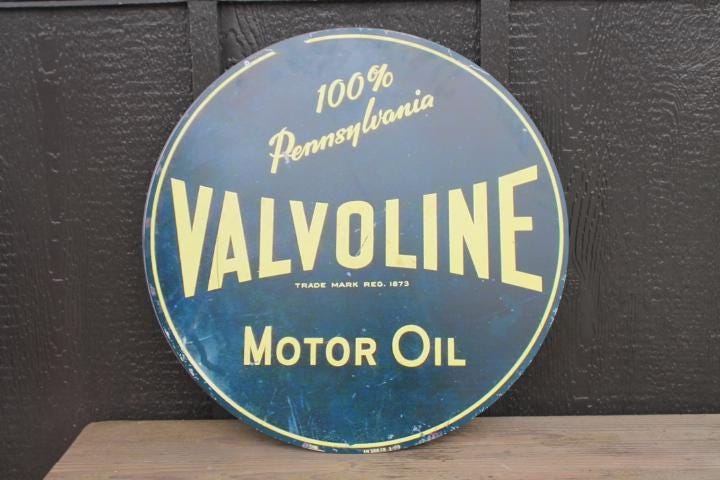 100%
Pennsylvania
VALVOLINE
TRADE MARK REG. 1873
MOTOR OIL